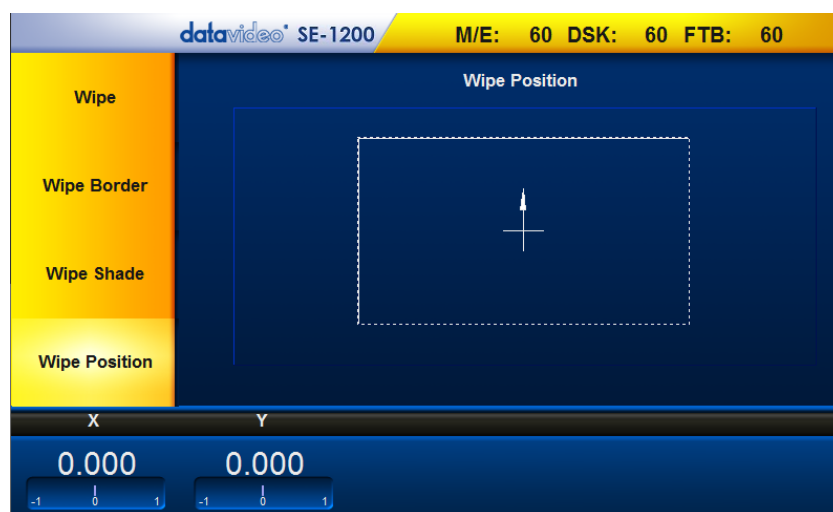 datavideo SE-1200 M/E: 60 DSK: 60 FTB: 60
Wipe Position
Wipe
Wipe Border
Wipe Shade
Wipe Position
X Y
0.000 0.000
-1 0 1 -1 0 1